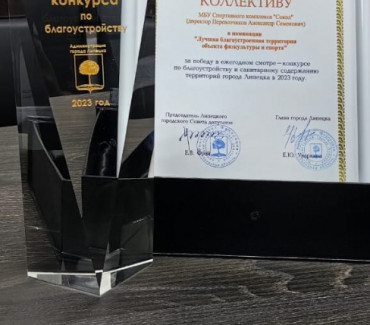 конкурса
по
благоустройству
Администрация
города Липецка
2023 год
КОЛЛЕКТИВУ
МБУ Спортивного комплекса "Сокол"
(директор Перекопский Александр Семенович)
в номинации
"Лучшая благоустроенная территория
объекта физкультуры и спорта"
за победу в ежегодном смотре – конкурсе
по благоустройству и санитарному содержанию
территорий города Липецка в 2023 году.
Председатель Липецкого
городского Совета депутатов
Глава города Липецка
Е.В.
Е.Ю. Уваркина